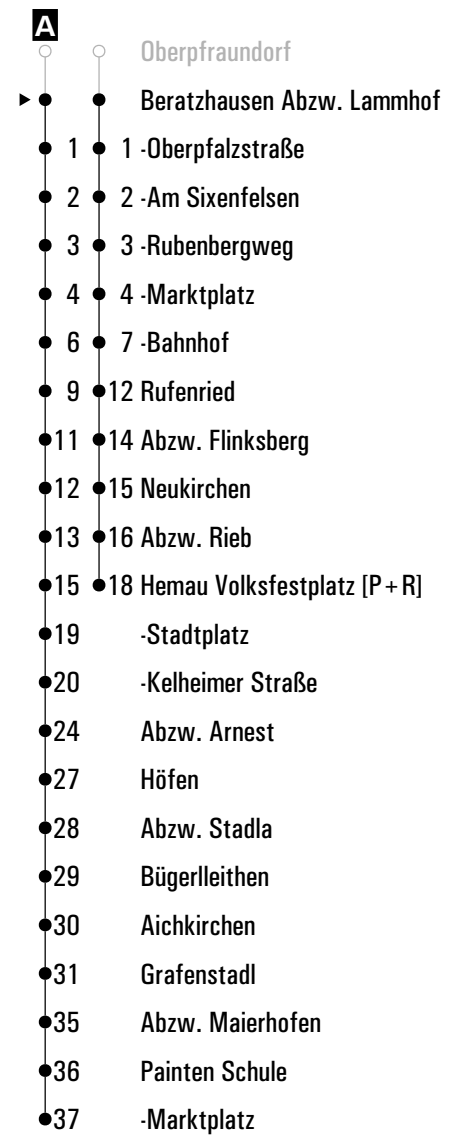 A
Oberpfraundorf
Beratzhausen Abzw. Lammhof
1 1 -Oberpfalzstraße
2 2 -Am Sixenfelsen
3 3 -Rubenbergweg
4 4 -Marktplatz
6 7 -Bahnhof
9 12 Rufenried
11 14 Abzw. Flinksberg
12 15 Neukirchen
13 16 Abzw. Rieb
15 18 Hemau Volksfestplatz [P+R]
19 -Stadtplatz
20 -Kelheimer Straße
24 Abzw. Arnest
27 Höfen
28 Abzw. Stadla
29 Bügerlleithen
30 Aichkirchen
31 Grafenstadl
35 Abzw. Maierhofen
36 Painten Schule
37 -Marktplatz